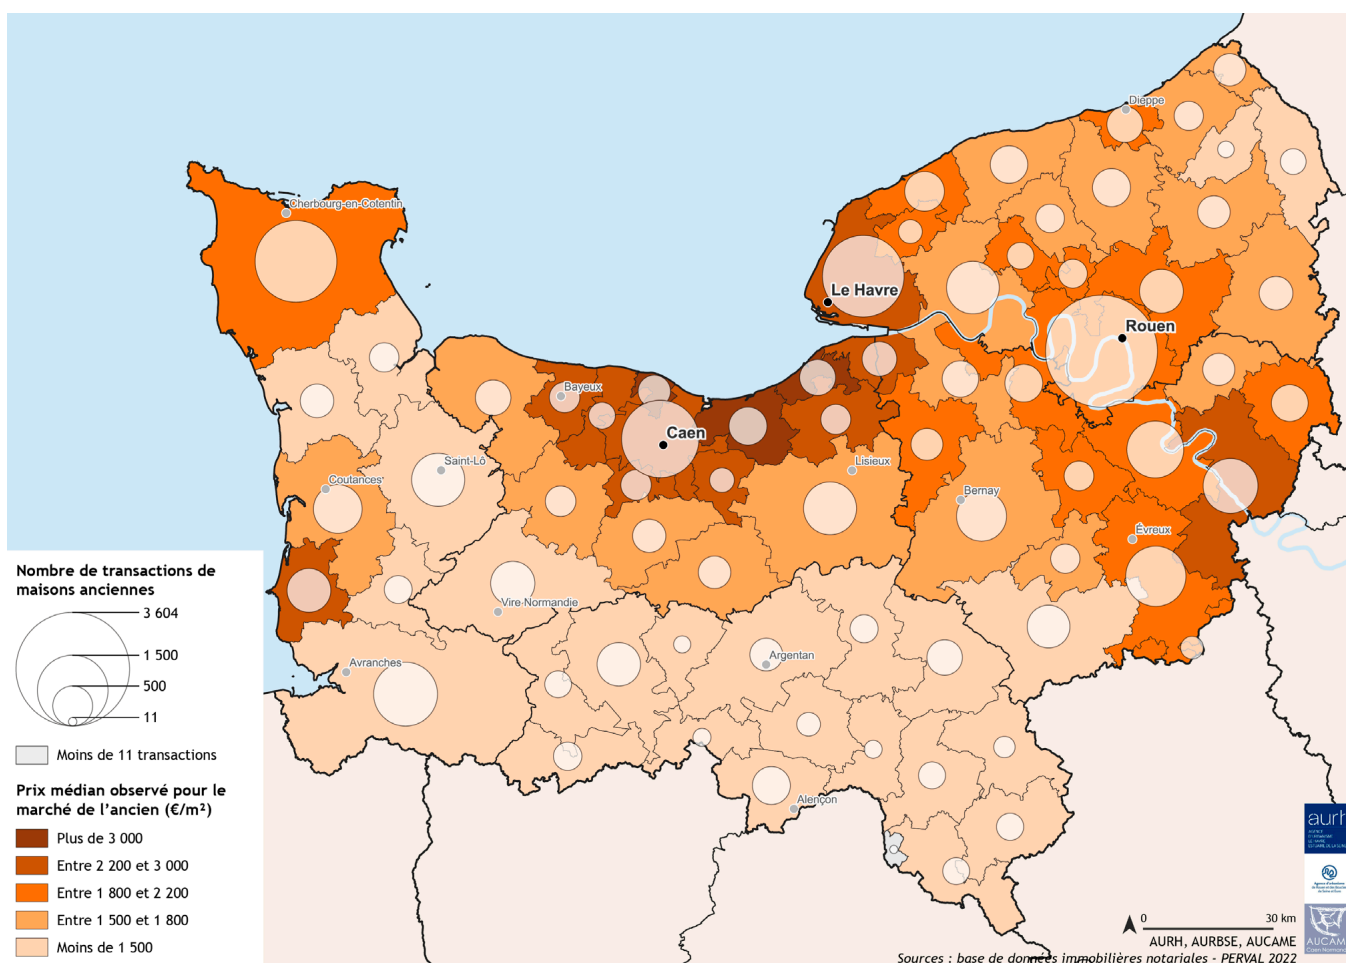 Dieppe
Cherbourg-en-Cotentin
Le Havre
Rouen
Bayeux
Caen
Saint-Lô
Lisieux
Coutances
Bernay
Évreux
Nombre de transactions de
maisons anciennes
3 604
1 500
500
11
Moins de 11 transactions
Vire Normandie
Avranches
Argentan
Alençon
Prix médian observé pour le
marché de l'ancien (€/m²)
Plus de 3 000
Entre 2 200 et 3 000
Entre 1 800 et 2 200
Entre 1 500 et 1 800
Moins de 1 500
aurh
AUCAME
Caen Normandie
0 30 km
AURH, AURBSE, AUCAME
Sources : base de données immobilières notariales - PERVAL 2022